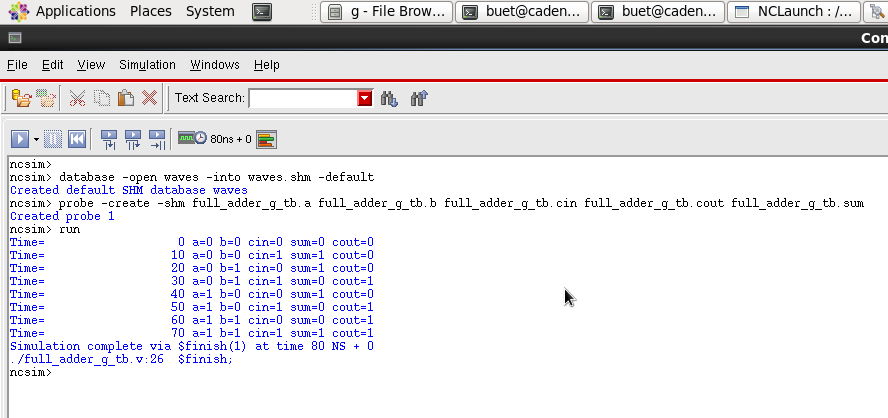 Applications Places System g - File Brow... buet@caden... buet@caden... NCLaunch : /...
Con
File Edit View Simulation Windows Help
Text Search:
80ns + 0
ncsim>
ncsim> database -open waves -into waves.shm -default
Created default SHM database waves
ncsim> probe -create -shm full_adder_g_tb.a full_adder_g_tb.b full_adder_g_tb.cin full_adder_g_tb.cout full_adder_g_tb.sum
Created probe 1
ncsim> run
Time=                   0 a=0 b=0 cin=0 sum=0 cout=0
Time=                  10 a=0 b=0 cin=1 sum=1 cout=0
Time=                  20 a=0 b=1 cin=0 sum=1 cout=0
Time=                  30 a=0 b=1 cin=1 sum=0 cout=1
Time=                  40 a=1 b=0 cin=0 sum=1 cout=0
Time=                  50 a=1 b=0 cin=1 sum=0 cout=1
Time=                  60 a=1 b=1 cin=0 sum=0 cout=1
Time=                  70 a=1 b=1 cin=1 sum=1 cout=1
Simulation complete via $finish(1) at time 80 NS + 0
./full_adder_g_tb.v:26  $finish;
ncsim>